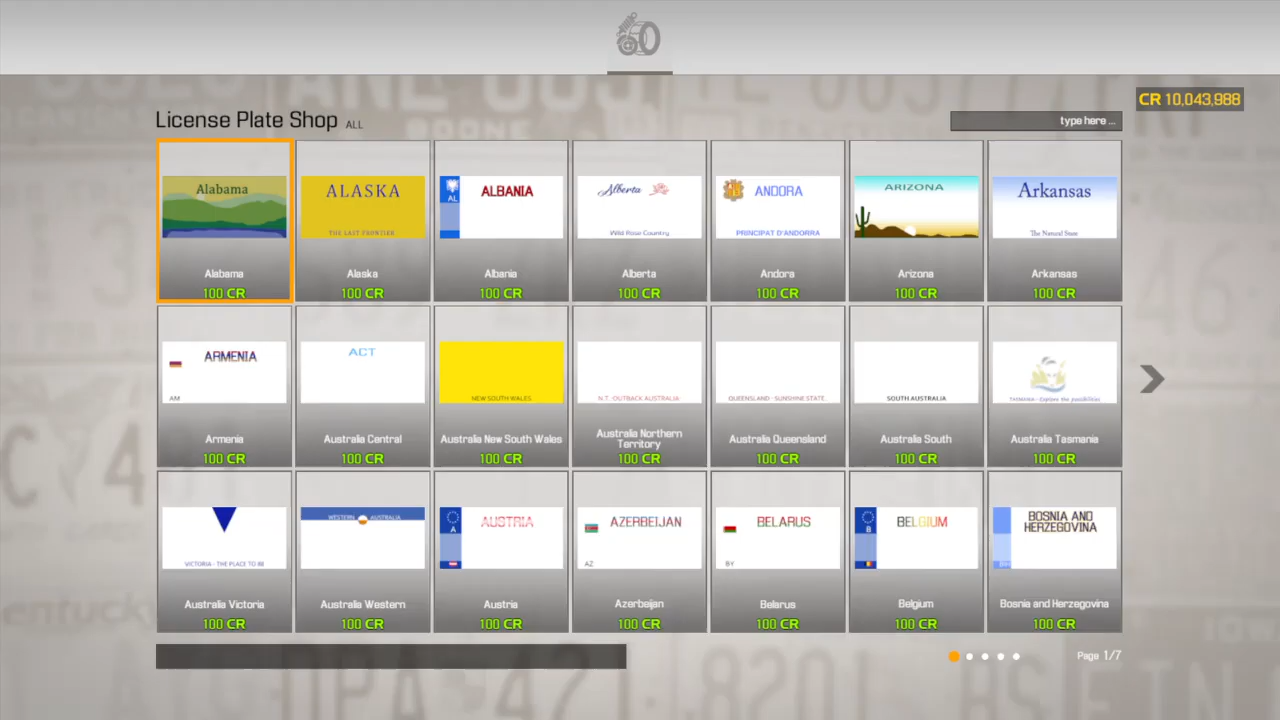 CR 10,043,988
License Plate Shop ALL
type here ...
Alabama
Alabama
100 CR
ALASKA
THE LAST FRONTIER
Alaska
100 CR
AL
ALBANIA
Albania
100 CR
Alberta
Wild Rose Country
Alberta
100 CR
ANDORA
PRINCIPAT D'ANDORRA
Andora
100 CR
ARIZONA
Arizona
100 CR
Arkansas
The Natural State
Arkansas
100 CR
ARMENIA
AM
Armenia
100 CR
ACT
Australia Central
100 CR
NEW SOUTH WALES
Australia New South Wales
100 CR
N.T. OUTBACK AUSTRALIA
Australia Northern
Territory
100 CR
QUEENSLAND - SUNSHINE STATE
Australia Queensland
100 CR
SOUTH AUSTRALIA
Australia South
100 CR
TASMANIA - Explore the possibilities
Australia Tasmania
100 CR
VICTORIA - THE PLACE TO BE
Australia Victoria
100 CR
WESTERN AUSTRALIA
Australia Western
100 CR
A
AUSTRIA
Austria
100 CR
AZERBEIJAN
AZ
Azerbeijan
100 CR
BELARUS
BY
Belarus
100 CR
B
BELGIUM
Belgium
100 CR
BOSNIA AND
HERZEGOVINA
BH
Bosnia and Herzegovina
100 CR
Page 1/7